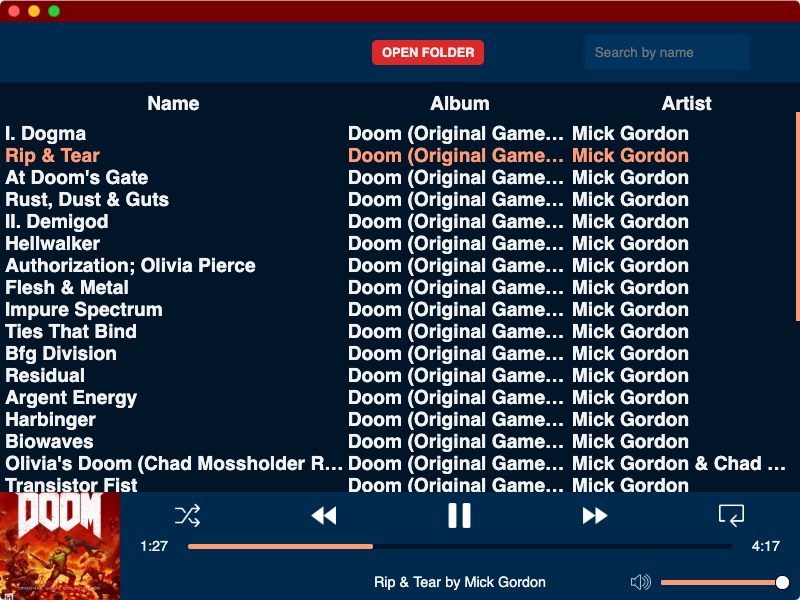 OPEN FOLDER Search by name
Name Album Artist
I. Dogma Doom (Original Game… Mick Gordon
Rip & Tear Doom (Original Game… Mick Gordon
At Doom's Gate Doom (Original Game… Mick Gordon
Rust, Dust & Guts Doom (Original Game… Mick Gordon
II. Demigod Doom (Original Game… Mick Gordon
Hellwalker Doom (Original Game… Mick Gordon
Authorization; Olivia Pierce Doom (Original Game… Mick Gordon
Flesh & Metal Doom (Original Game… Mick Gordon
Impure Spectrum Doom (Original Game… Mick Gordon
Ties That Bind Doom (Original Game… Mick Gordon
Bfg Division Doom (Original Game… Mick Gordon
Residual Doom (Original Game… Mick Gordon
Argent Energy Doom (Original Game… Mick Gordon
Harbinger Doom (Original Game… Mick Gordon
Biowaves Doom (Original Game… Mick Gordon
Olivia's Doom (Chad Mossholder R… Doom (Original Game… Mick Gordon & Chad …
Transistor Fist Doom (Original Game… Mick Gordon
DOOM
ORIGINAL GAME SOUNDTRACK
1:27 4:17
Rip & Tear by Mick Gordon